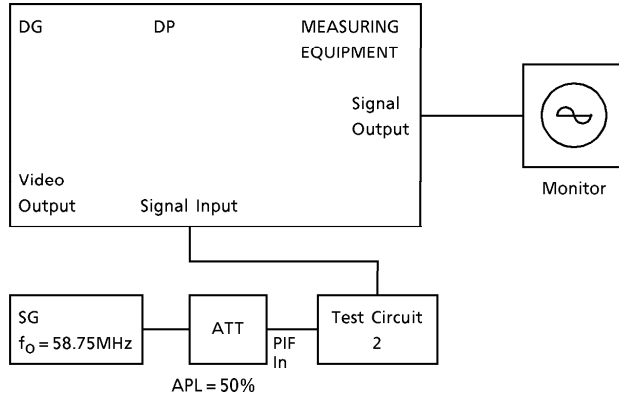 DG DP MEASURING
EQUIPMENT
Signal
Output
Monitor
Video
Output Signal Input
SG
fO = 58.75MHz
ATT
PIF
In
Test Circuit
2
APL = 50%